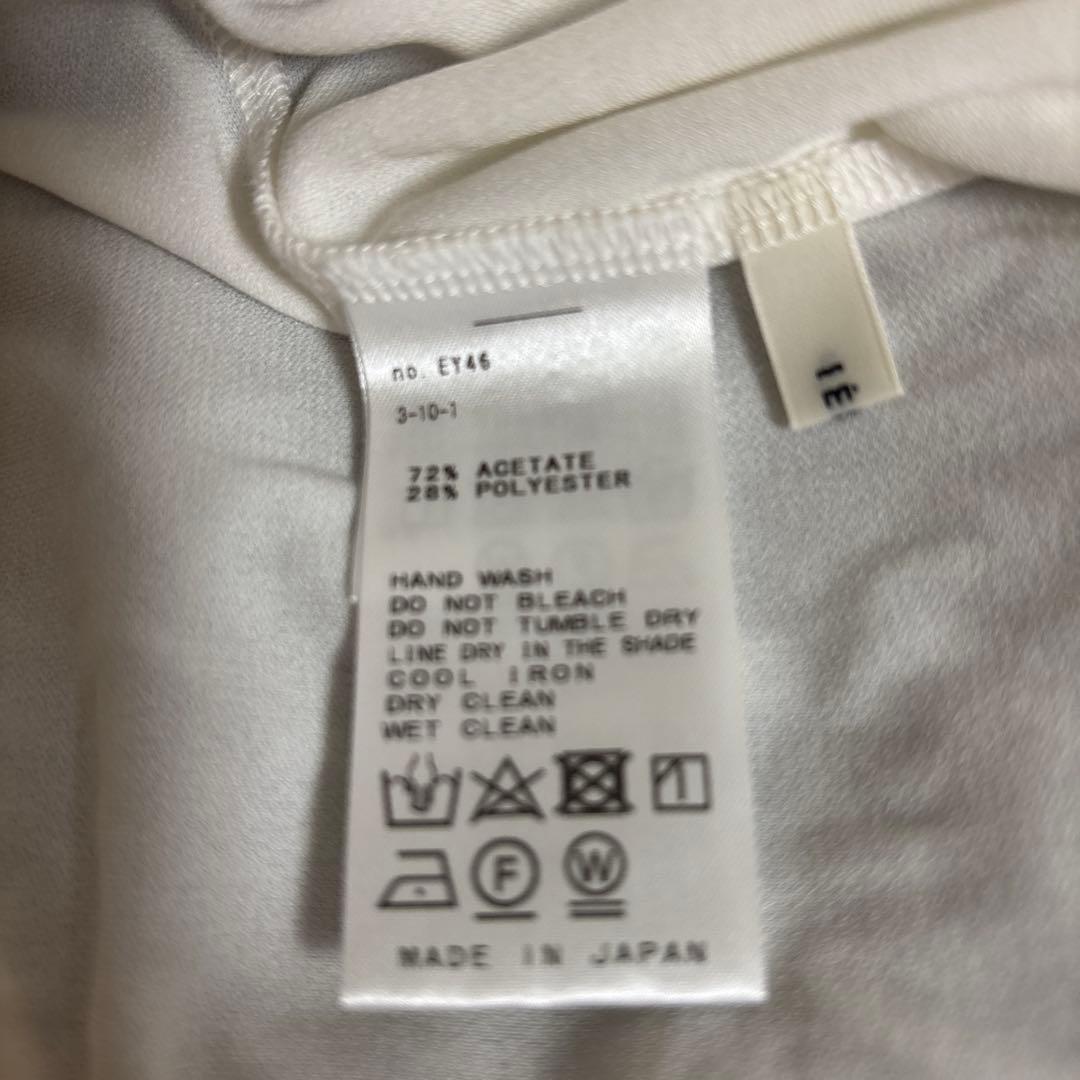 no. EY46
3-10-1
72% ACETATE
28% POLYESTER
HAND WASH
DO NOT BLEACH
DO NOT TUMBLE DRY
LINE DRY IN THE SHADE
COOL IRON
DRY CLEAN
WET CLEAN
F
W
MADE IN JAPAN
IÉ